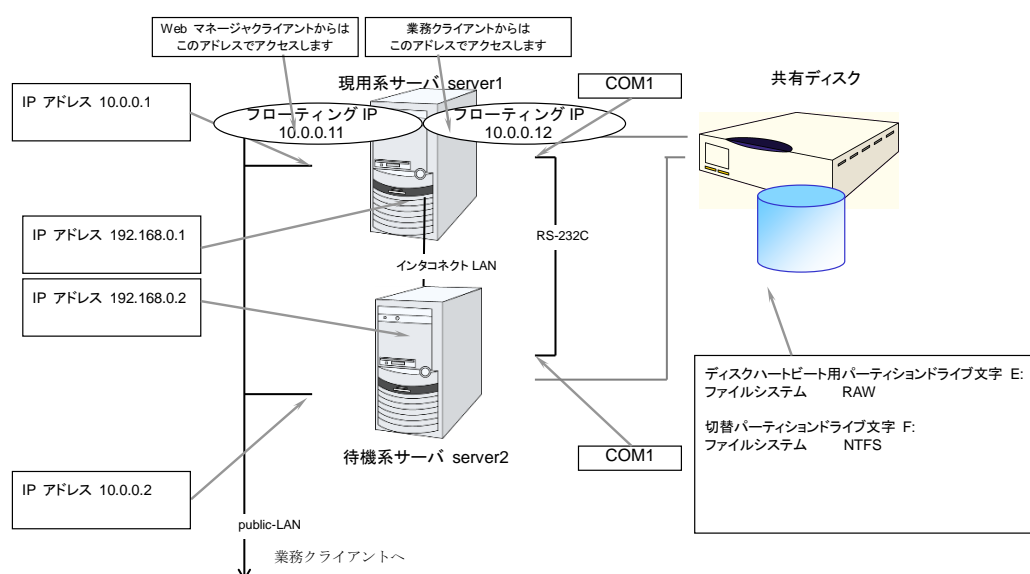 Web マネージャクライアントからは
このアドレスでアクセスします
業務クライアントからは
このアドレスでアクセスします
現用系サーバ server1
COM1
共有ディスク
IP アドレス 10.0.0.1
フローティング IP
10.0.0.11
フローティング IP
10.0.0.12
IP アドレス 192.168.0.1
RS-232C
インタコネクト LAN
IP アドレス 192.168.0.2
ディスクハートビート用パーティションドライブ文字 E:
ファイルシステム RAW
切替パーティションドライブ文字 F:
ファイルシステム NTFS
待機系サーバ server2
COM1
IP アドレス 10.0.0.2
public-LAN
業務クライアントへ